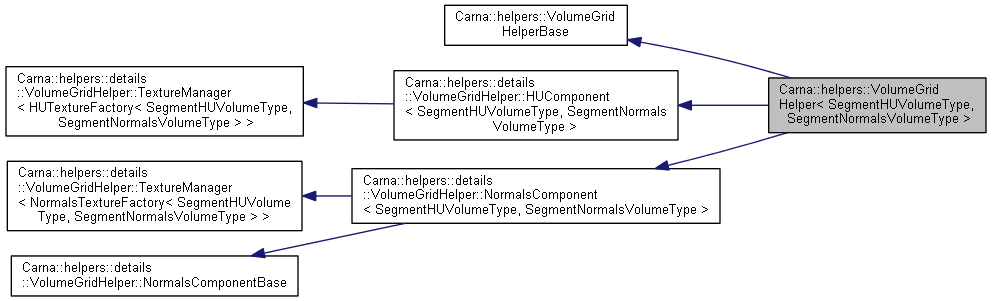 Carna::helpers::VolumeGrid
HelperBase
Carna::helpers::details
::VolumeGridHelper::TextureManager
< HUTextureFactory< SegmentHUVolumeType,
SegmentNormalsVolumeType > >
Carna::helpers::details
::VolumeGridHelper::HUComponent
< SegmentHUVolumeType, SegmentNormals
VolumeType >
Carna::helpers::VolumeGrid
Helper< SegmentHUVolumeType,
SegmentNormalsVolumeType >
Carna::helpers::details
::VolumeGridHelper::TextureManager
< NormalsTextureFactory< SegmentHUVolume
Type, SegmentNormalsVolumeType > >
Carna::helpers::details
::VolumeGridHelper::NormalsComponent
< SegmentHUVolumeType, SegmentNormalsVolumeType >
Carna::helpers::details
::VolumeGridHelper::NormalsComponentBase